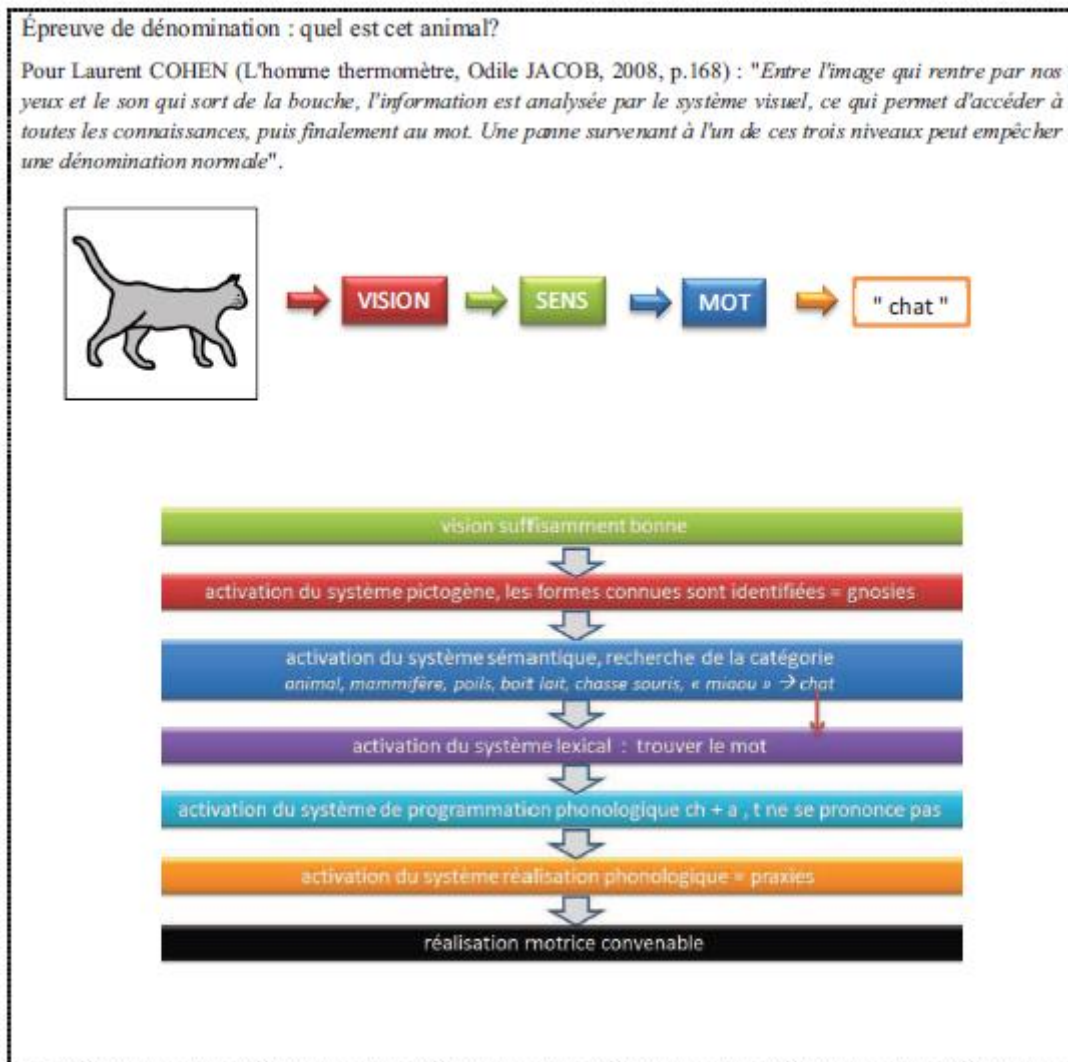 Épreuve de dénomination : quel est cet animal?
Pour Laurent COHEN (L'homme thermomètre, Odile JACOB, 2008, p.168) : "Entre l'image qui rentre par nos
yeux et le son qui sort de la bouche, l'information est analysée par le système visuel, ce qui permet d'accéder à
toutes les connaissances, puis finalement au mot. Une panne survenant à l'un de ces trois niveaux peut empêcher
une dénomination normale".
VISION
SENS
MOT
" chat "
vision suffisamment bonne
activation du système pictogène, les formes connues sont identifiées = gnosies
activation du système sémantique, recherche de la catégorie
animal, mammifère, poils, boit lait, chasse souris, « miaou » → chat
activation du système lexical : trouver le mot
activation du système de programmation phonologique ch + a , t ne se prononce pas
activation du système réalisation phonologique = praxies
réalisation motrice convenable